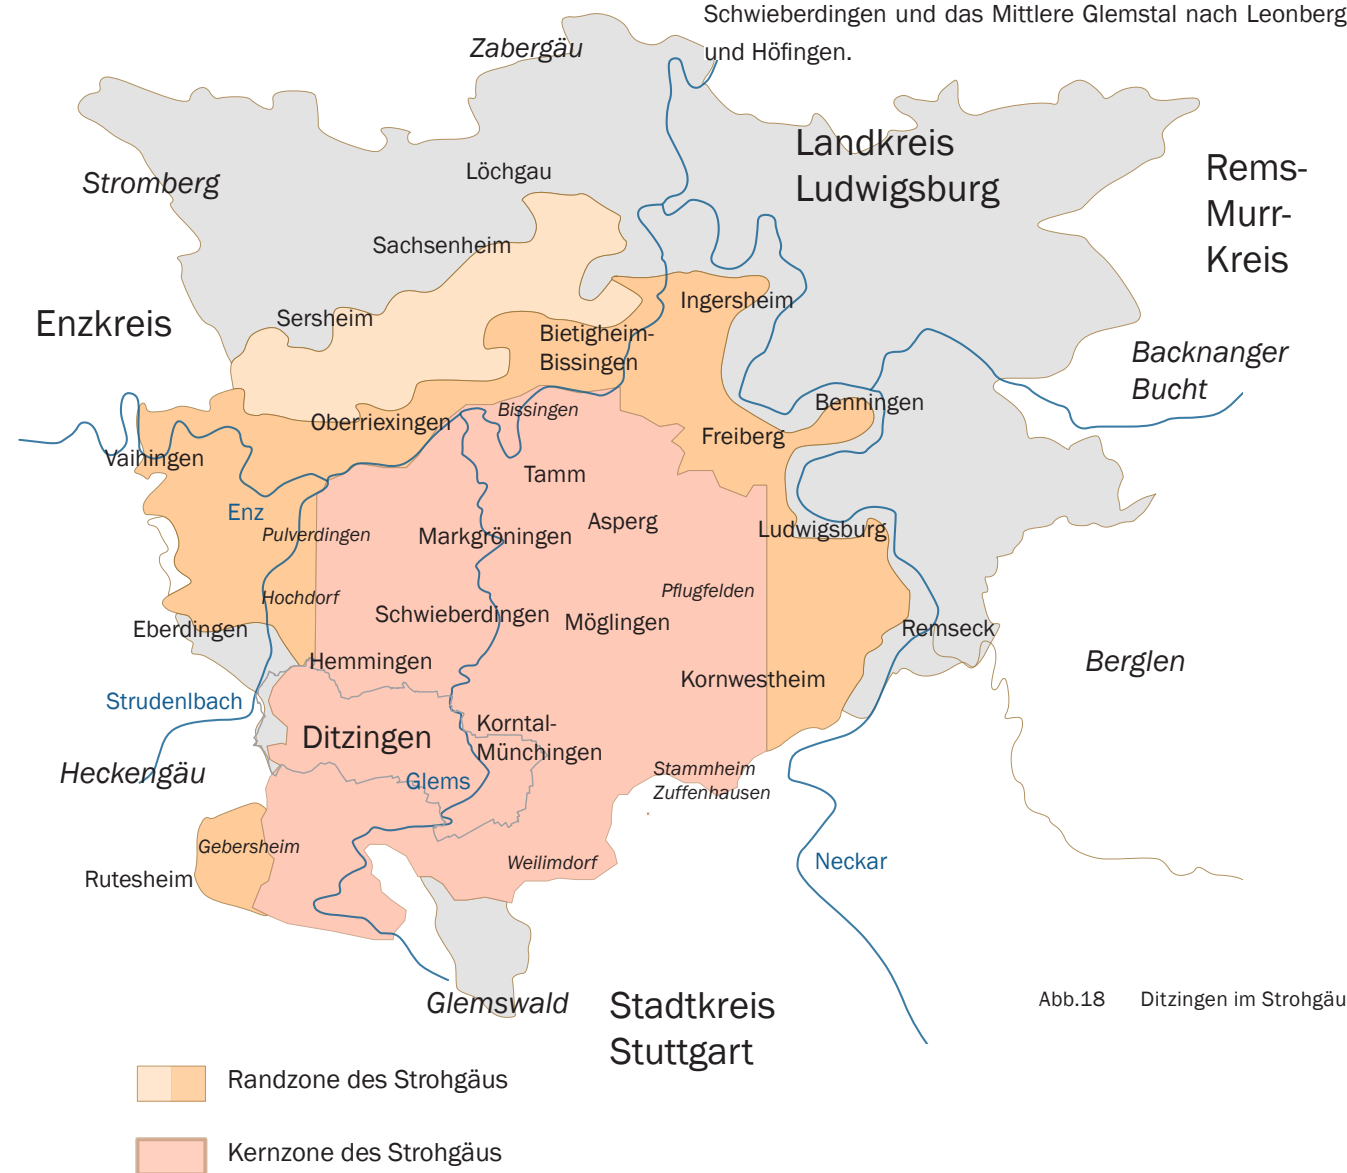 Schwieberdingen und das Mittlere Glemstal nach Leonberg
und Höfingen.
Zabergäu
Landkreis
Ludwigsburg
Rems-
Murr-
Kreis
Löchgau
Stromberg
Sachsenheim
Ingersheim
Enzkreis
Sersheim
Bietigheim-
Bissingen
Backnanger
Bucht
Benningen
Bissingen
Oberriexingen
Freiberg
Vaihingen
Tamm
Enz
Asperg
Ludwigsburg
Pulverdingen
Markgröningen
Pflugfelden
Hochdorf
Schwieberdingen
Möglingen
Eberdingen
Remseck
Hemmingen
Berglen
Kornwestheim
Strudenlbach
Korntal-
Münchingen
Ditzingen
Heckengäu
Glems
Stammheim
Zuffenhausen
Gebersheim
Weilimdorf
Neckar
Rutesheim
Glemswald
Stadtkreis
Stuttgart
Abb.18 Ditzingen im Strohgäu
Randzone des Strohgäus
Kernzone des Strohgäus